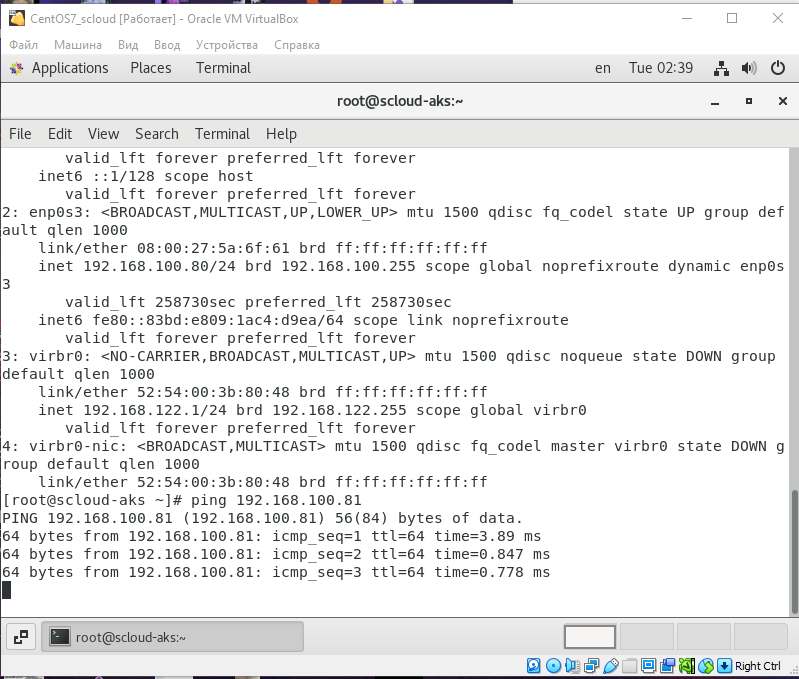 CentOS7_scloud [Работает] - Oracle VM VirtualBox
Файл Машина Вид Ввод Устройства Справка
Applications Places Terminal en Tue 02:39
root@scloud-aks:~
File Edit View Search Terminal Help
valid_lft forever preferred_lft forever
inet6 ::1/128 scope host
valid_lft forever preferred_lft forever
2: enp0s3: <BROADCAST,MULTICAST,UP,LOWER_UP> mtu 1500 qdisc fq_codel state UP group def
ault qlen 1000
link/ether 08:00:27:5a:6f:61 brd ff:ff:ff:ff:ff:ff
inet 192.168.100.80/24 brd 192.168.100.255 scope global noprefixroute dynamic enp0s
3
valid_lft 258730sec preferred_lft 258730sec
inet6 fe80::83bd:e809:1ac4:d9ea/64 scope link noprefixroute
valid_lft forever preferred_lft forever
3: virbr0: <NO-CARRIER,BROADCAST,MULTICAST,UP> mtu 1500 qdisc noqueue state DOWN group
default qlen 1000
link/ether 52:54:00:3b:80:48 brd ff:ff:ff:ff:ff:ff
inet 192.168.122.1/24 brd 192.168.122.255 scope global virbr0
valid_lft forever preferred_lft forever
4: virbr0-nic: <BROADCAST,MULTICAST> mtu 1500 qdisc fq_codel master virbr0 state DOWN g
roup default qlen 1000
link/ether 52:54:00:3b:80:48 brd ff:ff:ff:ff:ff:ff
[root@scloud-aks ~]# ping 192.168.100.81
PING 192.168.100.81 (192.168.100.81) 56(84) bytes of data.
64 bytes from 192.168.100.81: icmp_seq=1 ttl=64 time=3.89 ms
64 bytes from 192.168.100.81: icmp_seq=2 ttl=64 time=0.847 ms
64 bytes from 192.168.100.81: icmp_seq=3 ttl=64 time=0.778 ms
root@scloud-aks:~
Right Ctrl